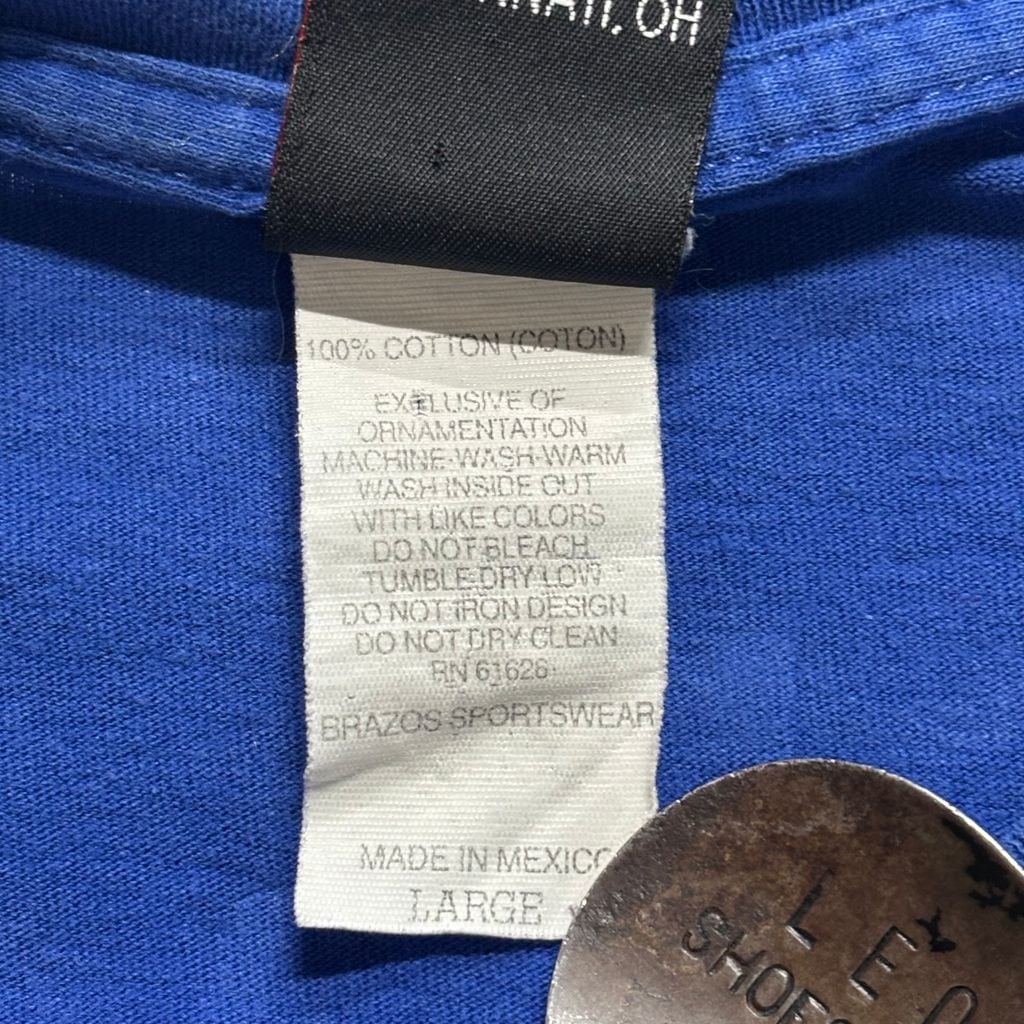 OH
100% COTTON (COTON)
EXCLUSIVE OF
ORNAMENTATION
MACHINE-WASH-WARM
WASH INSIDE OUT
WITH LIKE COLORS
DO NOT BLEACH
TUMBLE-DRY LOW
DO NOT IRON DESIGN
DO NOT DRY CLEAN
RN 61626
BRAZOS SPORTSWEAR
MADE IN MEXICO
LARGE
LEO
SHOES